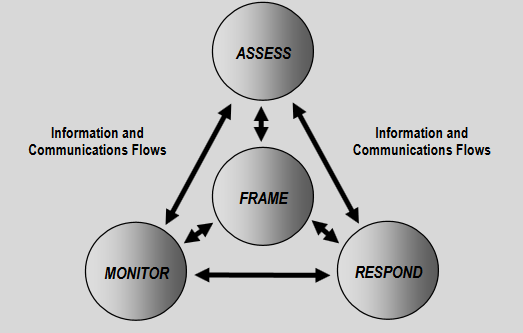 ASSESS
Information and
Communications Flows
Information and
Communications Flows
FRAME
MONITOR
RESPOND